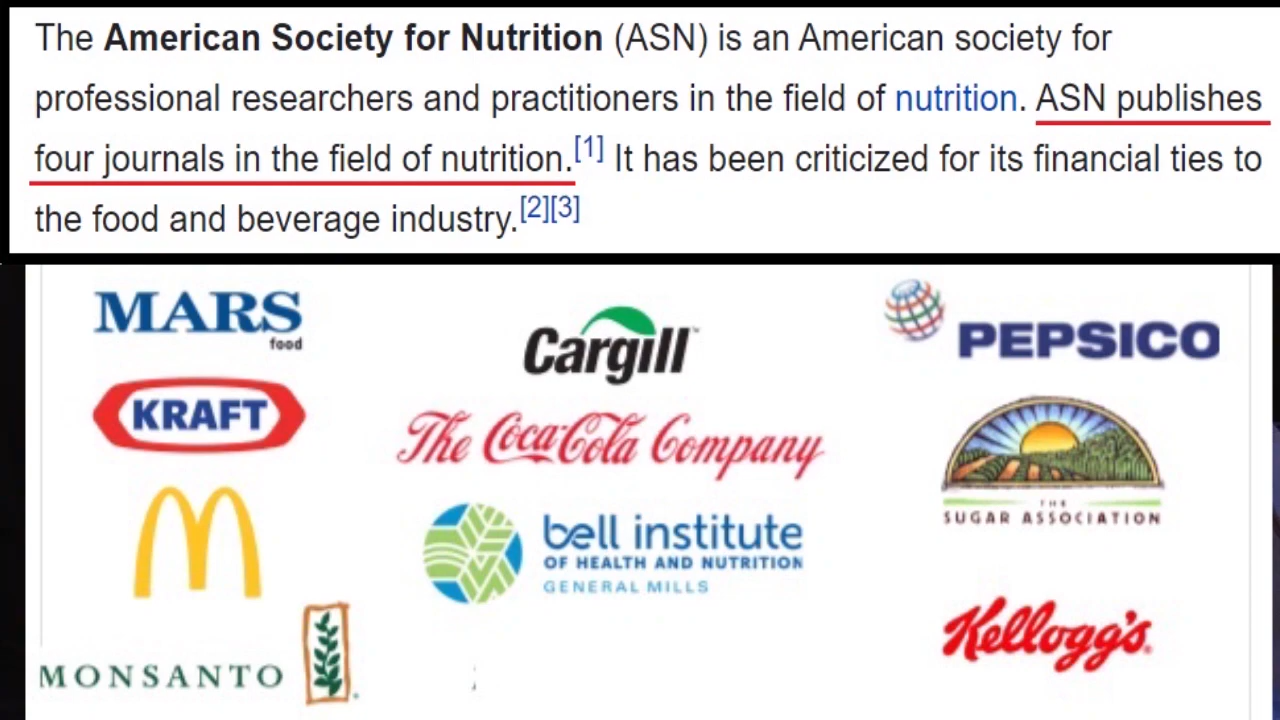 The American Society for Nutrition (ASN) is an American society for
professional researchers and practitioners in the field of nutrition. ASN publishes
four journals in the field of nutrition.[1] It has been criticized for its financial ties to
the food and beverage industry.[2][3]
MARS
food
Cargill™
PEPSICO
KRAFT
The Coca-Cola Company
THE
SUGAR ASSOCIATION
bell institute
OF HEALTH AND NUTRITION
GENERAL MILLS
Kellogg's®
MONSANTO